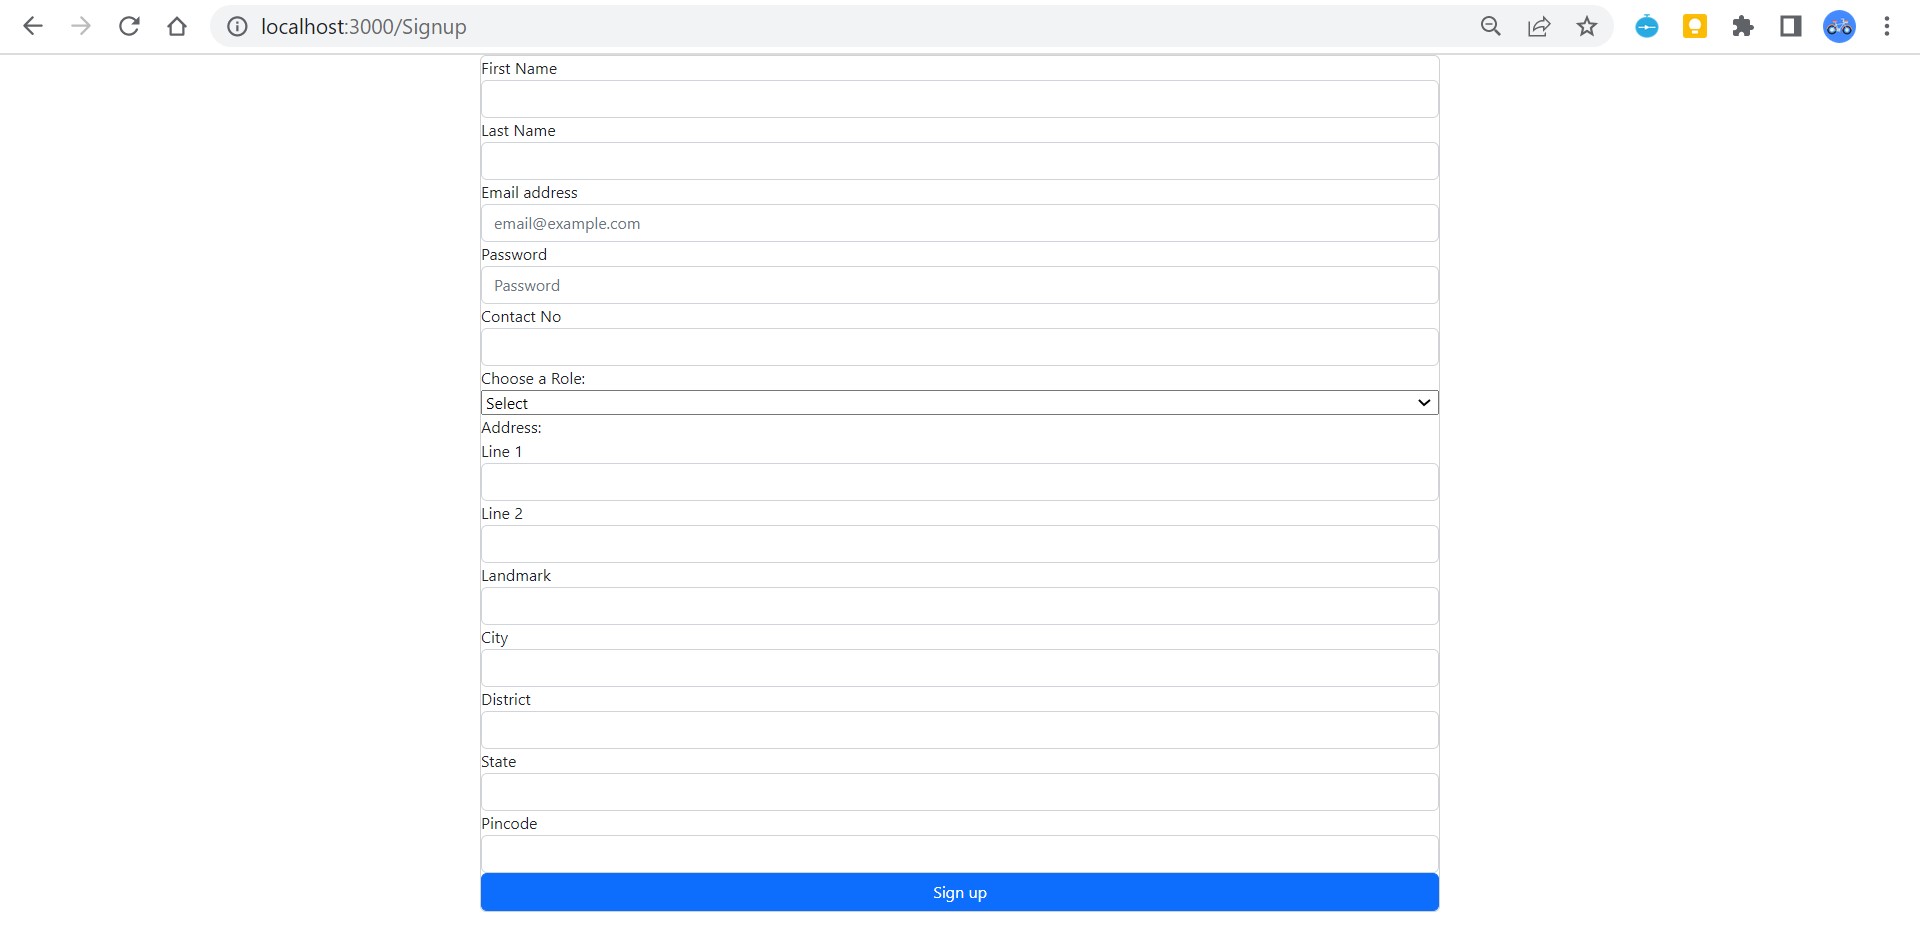 localhost:3000/Signup
First Name
Last Name
Email address
email@example.com
Password
Password
Contact No
Choose a Role:
Select
Address:
Line 1
Line 2
Landmark
City
District
State
Pincode
Sign up